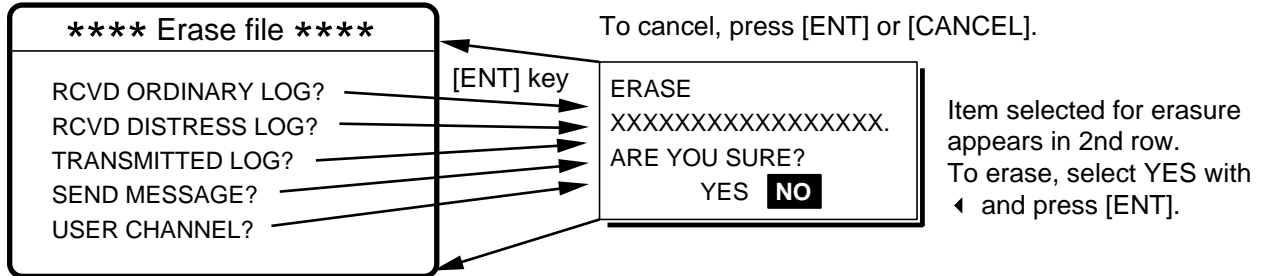 **** Erase file ****
RCVD ORDINARY LOG?
RCVD DISTRESS LOG?
TRANSMITTED LOG?
SEND MESSAGE?
USER CHANNEL?
[ENT] key
To cancel, press [ENT] or [CANCEL].
ERASE
XXXXXXXXXXXXXXXXX.
ARE YOU SURE?
YES NO
Item selected for erasure
appears in 2nd row.
To erase, select YES with
◀ and press [ENT].